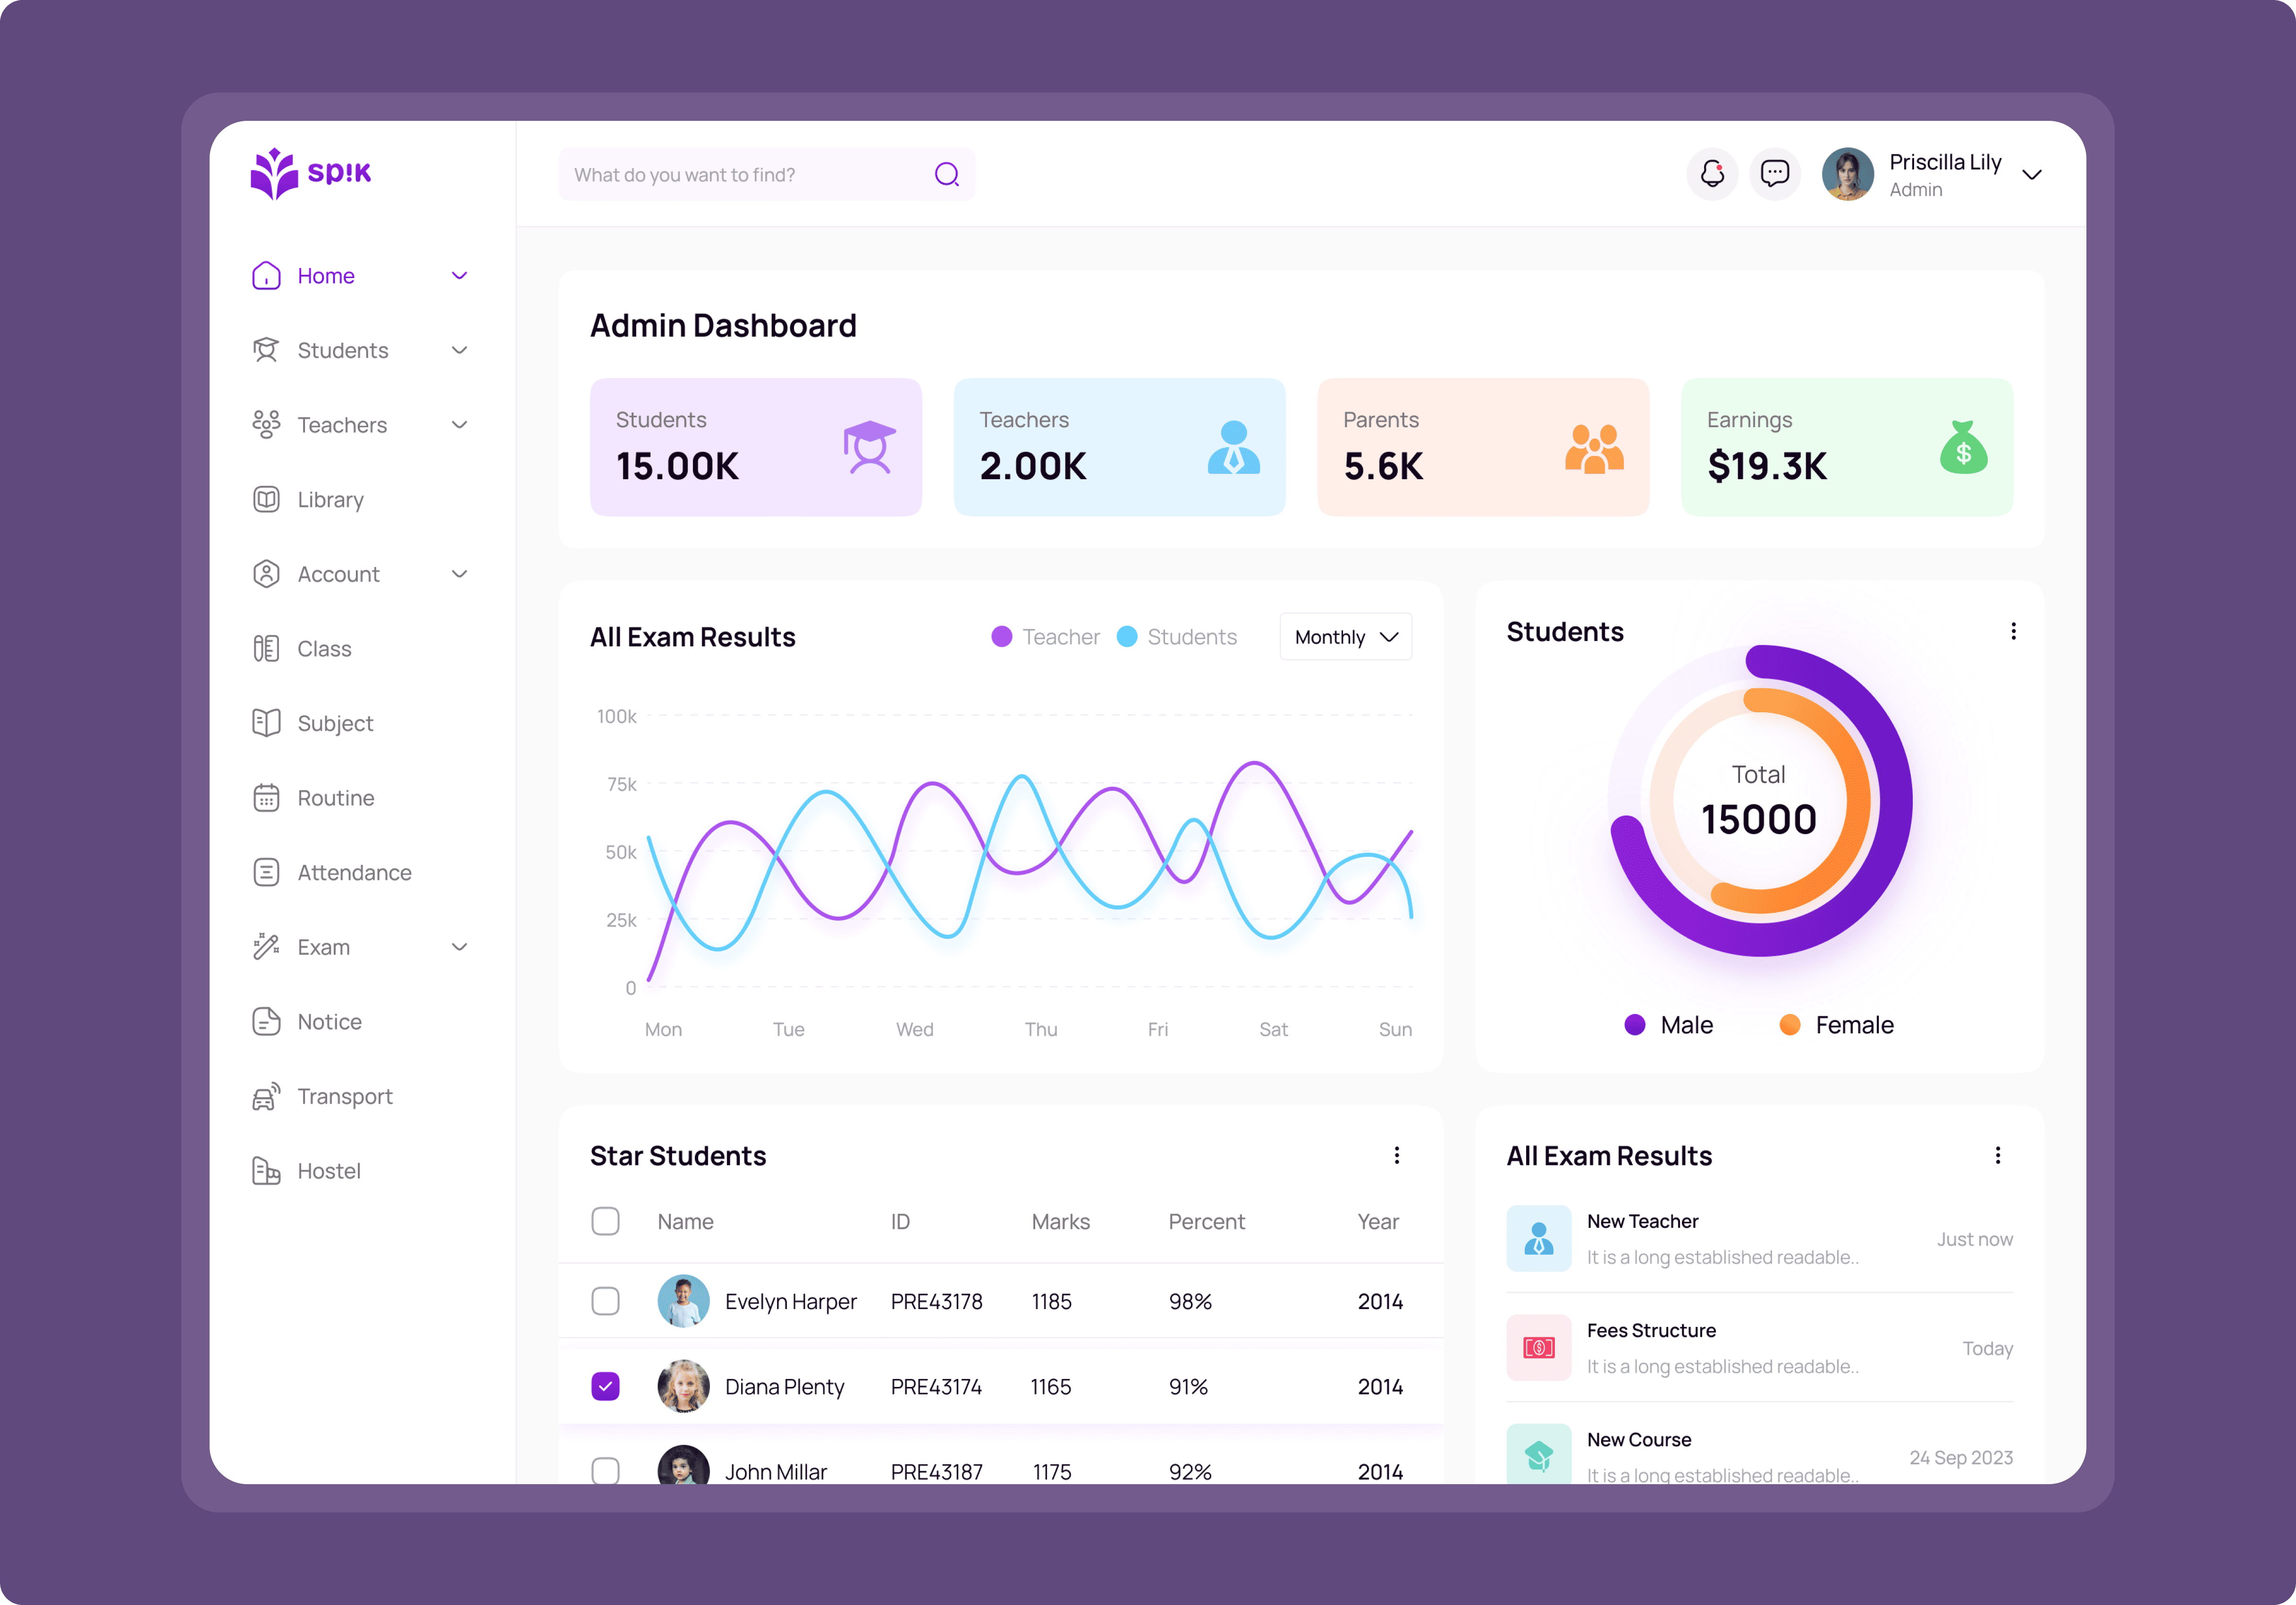 sp!K
What do you want to find?
Priscilla Lily
Admin
Home
Students
Teachers
Library
Account
Class
Subject
Routine
Attendance
Exam
Notice
Transport
Hostel
Admin Dashboard
Students
15.00K
Teachers
2.00K
Parents
5.6K
Earnings
$19.3K
$
All Exam Results
Teacher
Students
Monthly
100k
75k
50k
25k
0
Mon Tue Wed Thu Fri Sat Sun
Students
Total
15000
Male
Female
Star Students
Name ID Marks Percent Year
Evelyn Harper PRE43178 1185 98% 2014
Diana Plenty PRE43174 1165 91% 2014
John Millar PRE43187 1175 92% 2014
All Exam Results
New Teacher
It is a long established readable..
Just now
Fees Structure
It is a long established readable..
Today
$
New Course
It is a long established readable..
24 Sep 2023